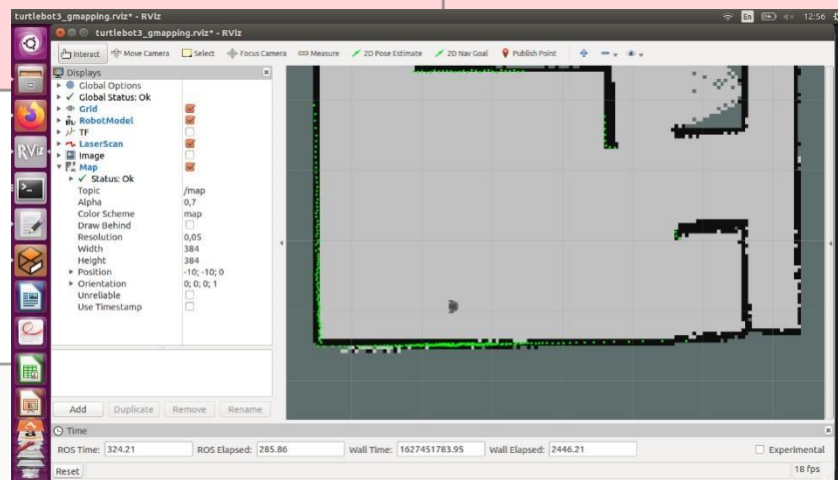 turtlebot3_gmapping.rviz* - RViz
En
12:56
turtlebot3_gmapping.rviz* - RViz
Interact Move Camera Select Focus Camera Measure 2D Pose Estimate 2D Nav Goal Publish Point
Displays
Global Options
Global Status: Ok
Grid
RobotModel
TF
LaserScan
Image
Map
Status: Ok
Topic /map
Alpha 0,7
Color Scheme map
Draw Behind
Resolution 0,05
Width 384
Height 384
Position -10; -10; 0
Orientation 0; 0; 0; 1
Unreliable
Use Timestamp
RViz
Add Duplicate Remove Rename
Time
ROS Time: 324.21 ROS Elapsed: 285.86 Wall Time: 1627451783.95 Wall Elapsed: 2446.21 Experimental
Reset 18 fps